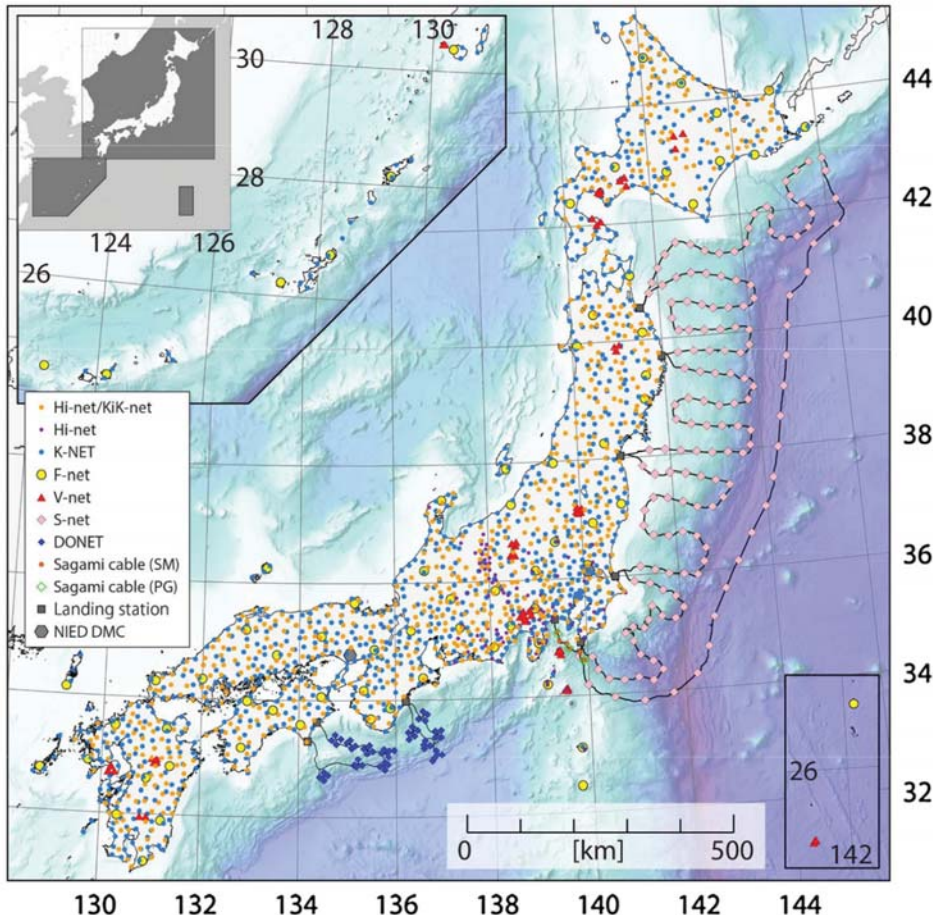 128
130
30
28
124
126
26
44
42
40
38
36
34
32
Hi-net/KiK-net
Hi-net
K-NET
F-net
V-net
S-net
DONET
Sagami cable (SM)
Sagami cable (PG)
Landing station
NIED DMC
26
142
0 [km] 500
130 132 134 136 138 140 142 144